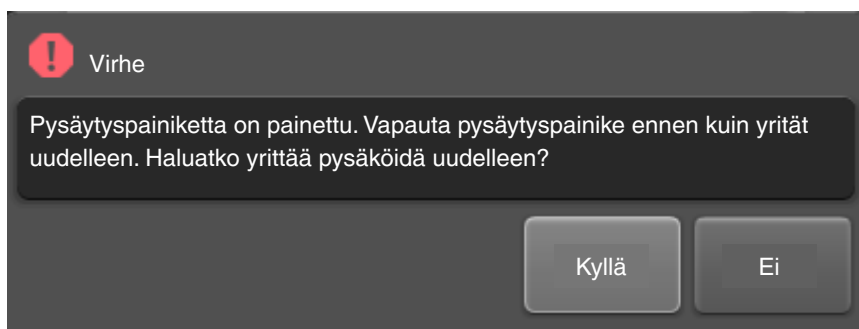 Virhe
Pysäytyspainiketta on painettu. Vapauta pysäytyspainike ennen kuin yrität
uudelleen. Haluatko yrittää pysäköidä uudelleen?
Kyllä
Ei